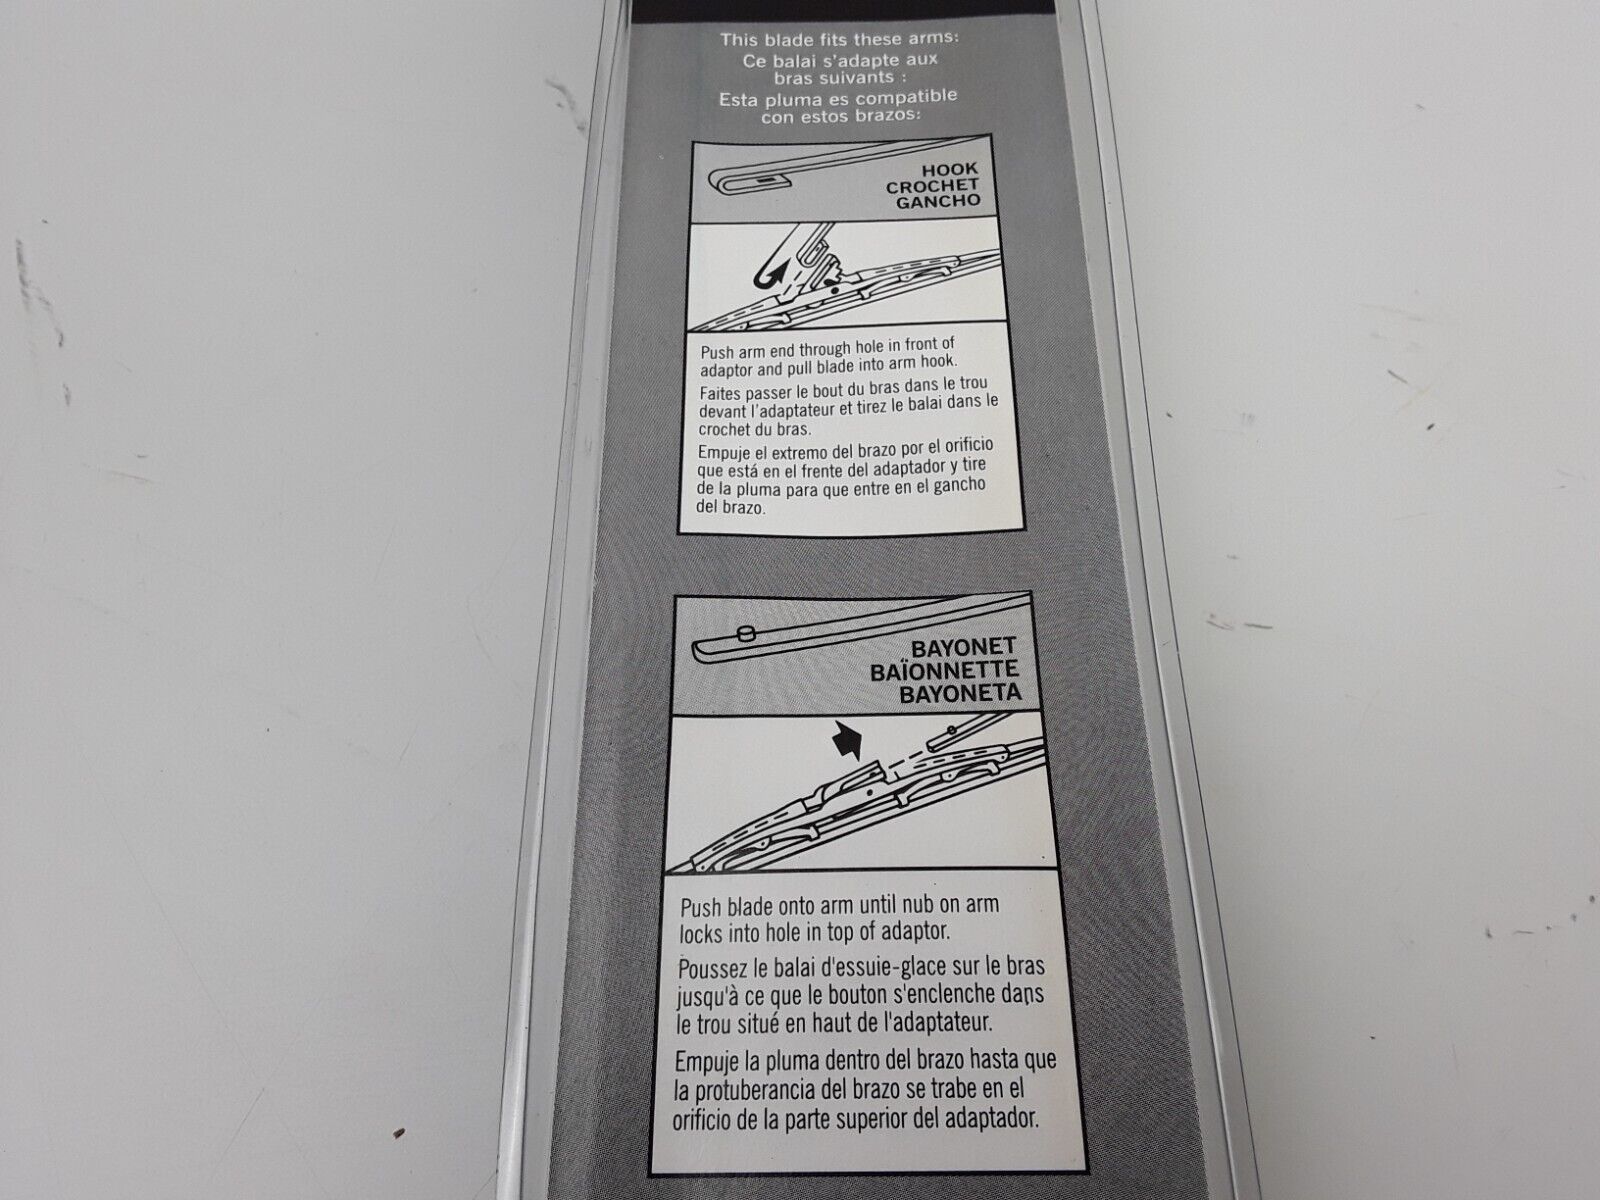 This blade fits these arms:
Ce balai s'adapte aux
bras suivants :
Esta pluma es compatible
con estos brazos:
HOOK
CROCHET
GANCHO
Push arm end through hole in front of
adaptor and pull blade into arm hook.
Faites passer le bout du bras dans le trou
devant l'adaptateur et tirez le balai dans le
crochet du bras.
Empuje el extremo del brazo por el orificio
que está en el frente del adaptador y tire
de la pluma para que entre en el gancho
del brazo.
BAYONET
BAÏONNETTE
BAYONETA
Push blade onto arm until nub on arm
locks into hole in top of adaptor.
Poussez le balai d'essuie-glace sur le bras
jusqu'à ce que le bouton s'enclenche dans
le trou situé en haut de l'adaptateur.
Empuje la pluma dentro del brazo hasta que
la protuberancia del brazo se trabe en el
orificio de la parte superior del adaptador.